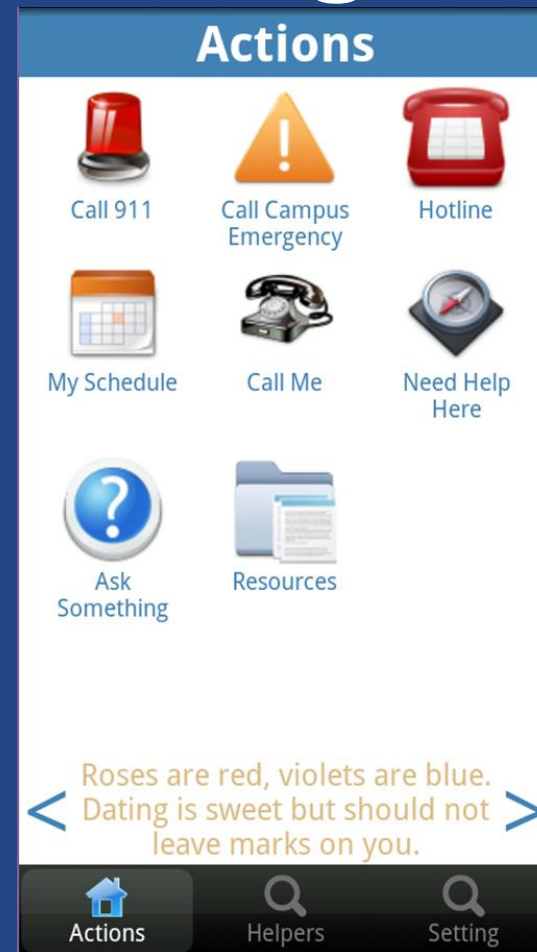 Actions
Call 911
Call Campus
Emergency
Hotline
My Schedule
Call Me
Need Help
Here
Ask
Something
Resources
Roses are red, violets are blue.
< Dating is sweet but should not >
leave marks on you.
Actions
Helpers
Setting